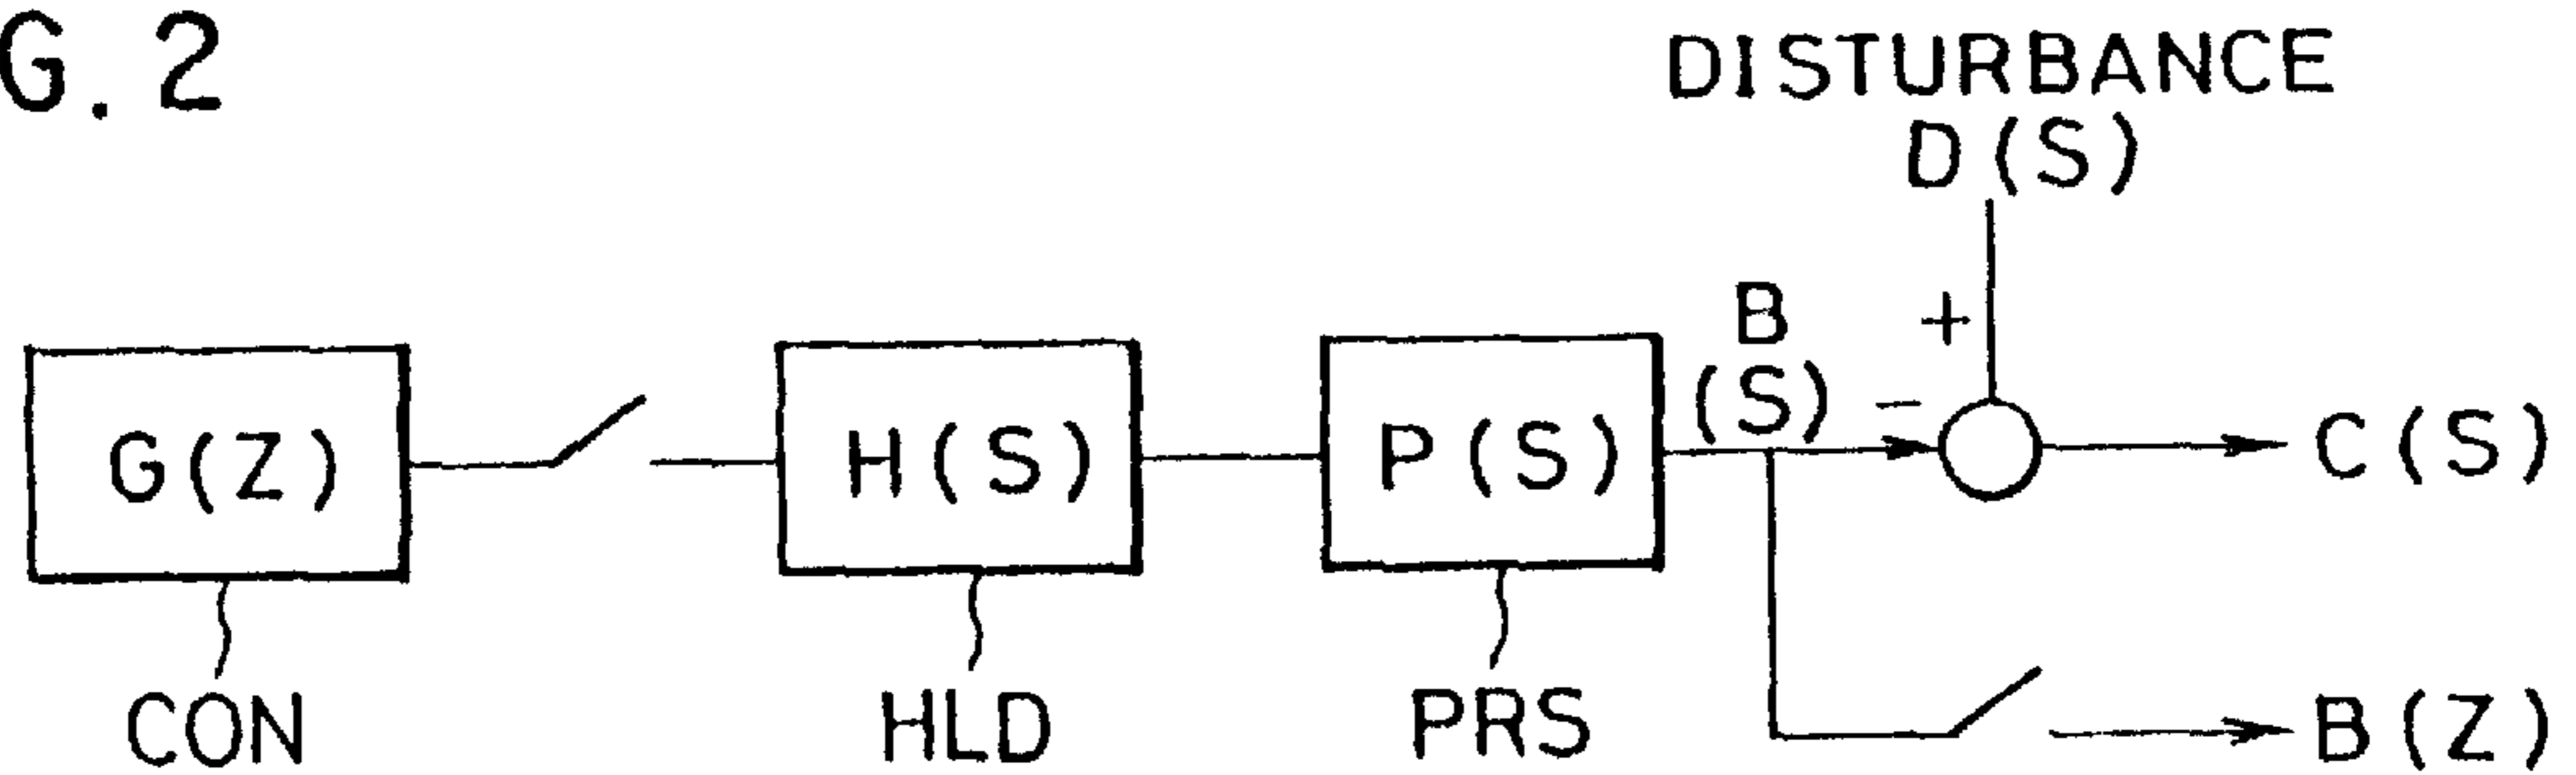 G. 2
DISTURBANCE
D(S)
B
(S)
+
−
G(Z)
H(S)
P(S)
C(S)
CON
HLD
PRS
B(Z)